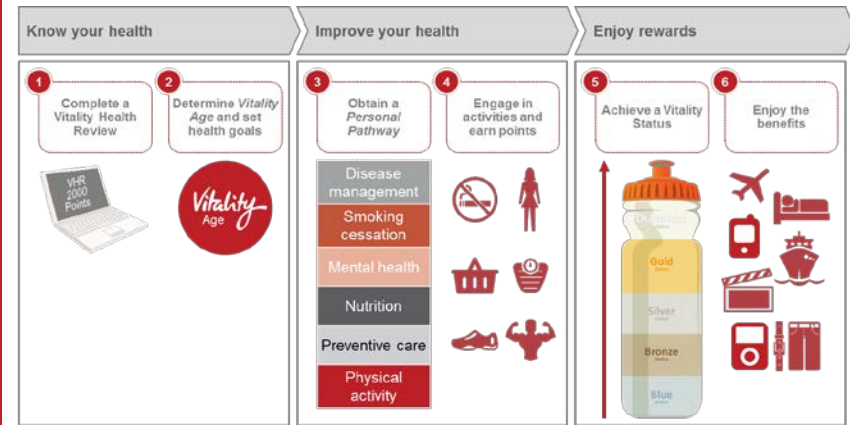 Know your health
Improve your health
Enjoy rewards
1
Complete a
Vitality Health
Review
2
Determine Vitality
Age and set
health goals
VHR
2000
Points
Vitality
Age
3
Obtain a
Personal
Pathway
4
Engage in
activities and
earn points
Disease
management
Smoking
cessation
Mental health
Nutrition
Preventive care
Physical
activity
5
Achieve a Vitality
Status
6
Enjoy the
benefits
Gold
Silver
Bronze
Blue